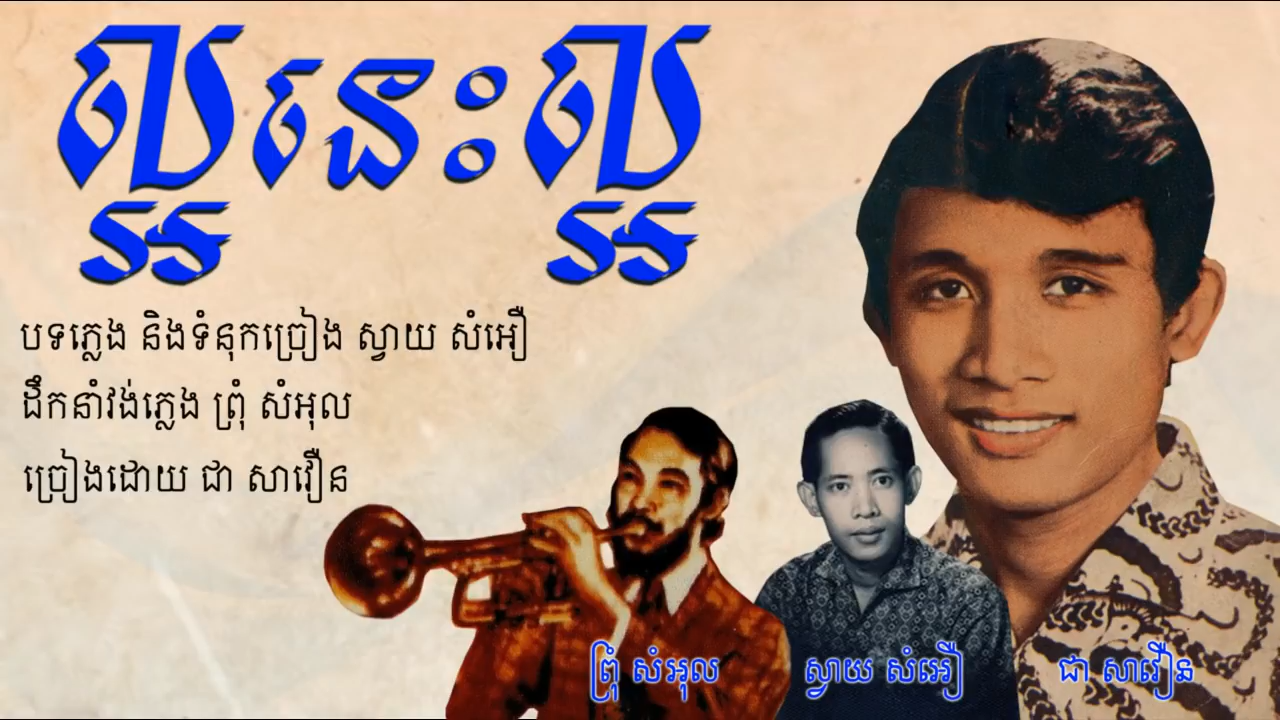 ល្អនេះល្អ
បទភ្លេង និងទំនុកច្រៀង ស្វាយ សំអឿ
ដឹកនាំវង់ភ្លេង ព្រុំ សំអុល
ច្រៀងដោយ ជា សាវឿន
ព្រុំ សំអុល
ស្វាយ សំអឿ
ជា សាវឿន